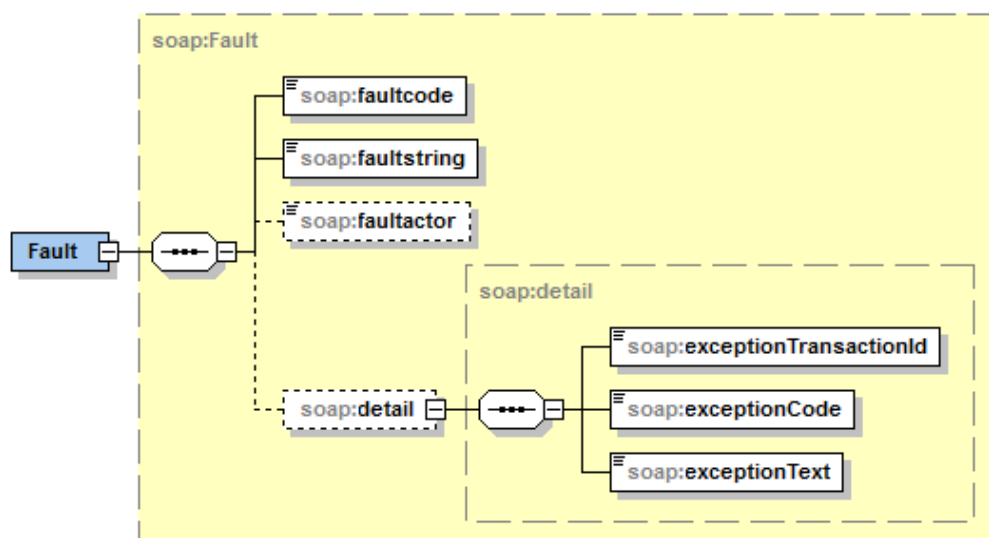 soap:Fault
soap:faultcode
soap:faultstring
soap:faultactor
Fault
soap:detail
soap:exceptionTransactionId
soap:detail
soap:exceptionCode
soap:exceptionText